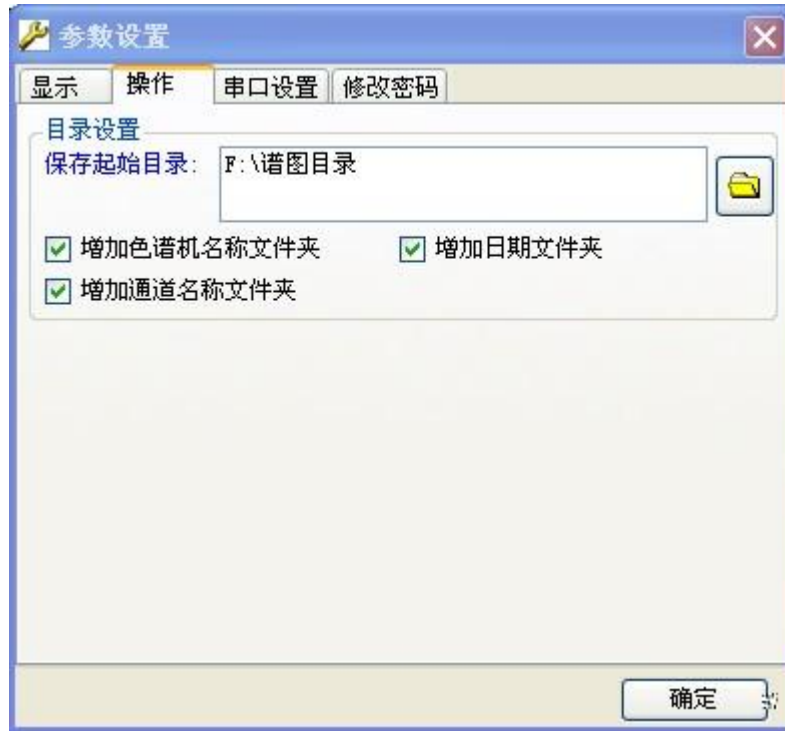 参数设置
显示 操作 串口设置 修改密码
目录设置
保存起始目录: F:\谱图目录
增加色谱机名称文件夹 增加日期文件夹
增加通道名称文件夹
确定